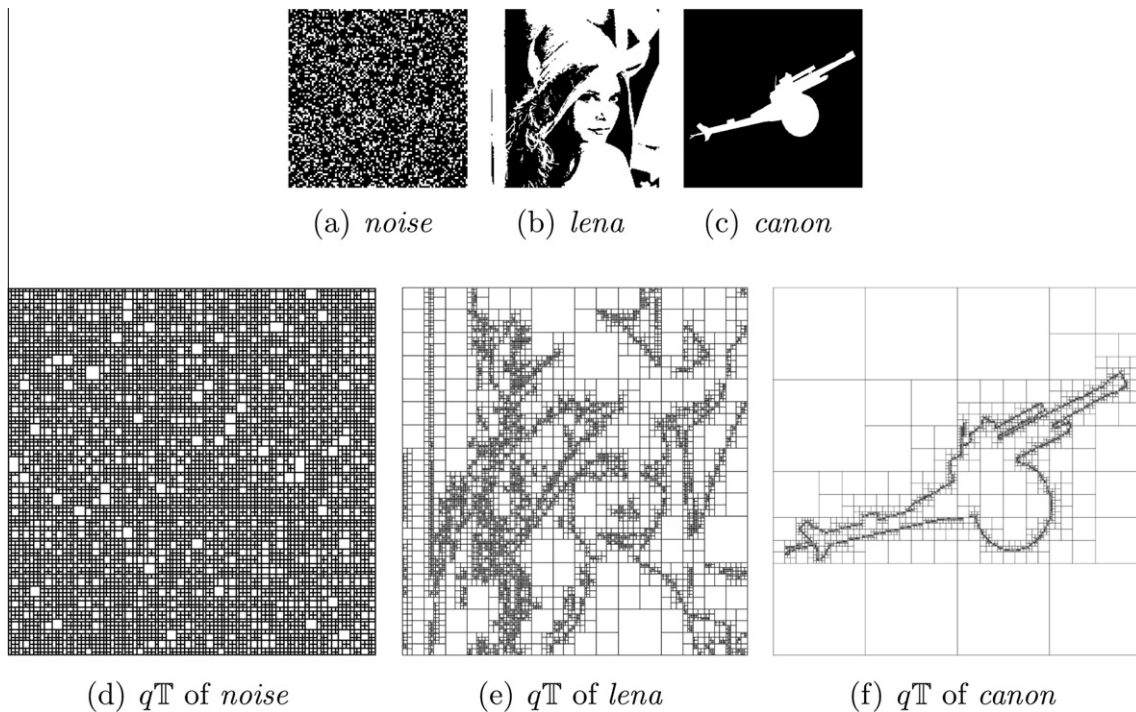 (a) noise (b) lena (c) canon
(d) q𝕋 of noise (e) q𝕋 of lena (f) q𝕋 of canon